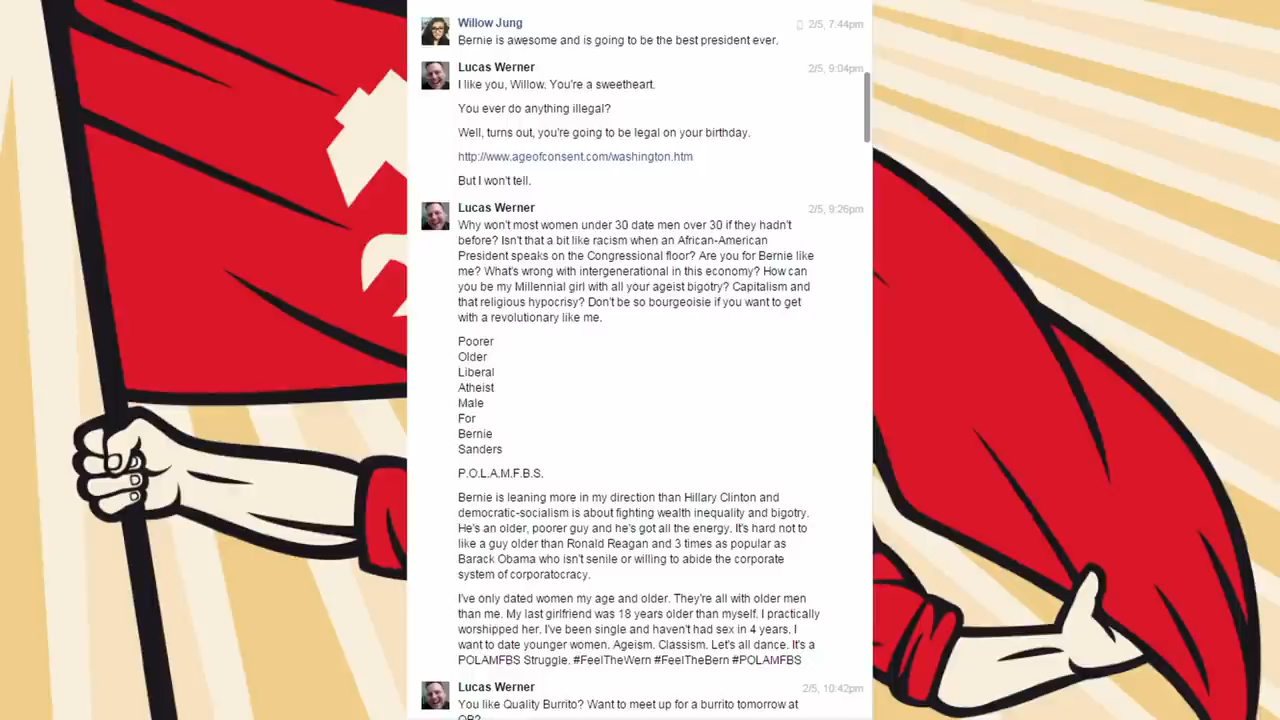 Willow Jung
2/5, 7:44pm
Bernie is awesome and is going to be the best president ever.
Lucas Werner
2/5, 9:04pm
I like you, Willow. You're a sweetheart.
You ever do anything illegal?
Well, turns out, you're going to be legal on your birthday.
http://www.ageofconsent.com/washington.htm
But I won't tell.
Lucas Werner
2/5, 9:26pm
Why won't most women under 30 date men over 30 if they hadn't
before? Isn't that a bit like racism when an African-American
President speaks on the Congressional floor? Are you for Bernie like
me? What's wrong with intergenerational in this economy? How can
you be my Millennial girl with all your ageist bigotry? Capitalism and
that religious hypocrisy? Don't be so bourgeoisie if you want to get
with a revolutionary like me.
Poorer
Older
Liberal
Atheist
Male
For
Bernie
Sanders
P.O.L.A.M.F.B.S.
Bernie is leaning more in my direction than Hillary Clinton and
democratic-socialism is about fighting wealth inequality and bigotry.
He's an older, poorer guy and he's got all the energy. It's hard not to
like a guy older than Ronald Reagan and 3 times as popular as
Barack Obama who isn't senile or willing to abide the corporate
system of corporatocracy.
I've only dated women my age and older. They're all with older men
than me. My last girlfriend was 18 years older than myself. I practically
worshipped her. I've been single and haven't had sex in 4 years. I
want to date younger women. Ageism. Classism. Let's all dance. It's a
POLAMFBS Struggle. #FeelTheWern #FeelTheBern #POLAMFBS
Lucas Werner
2/5, 10:42pm
You like Quality Burrito? Want to meet up for a burrito tomorrow at
QB?